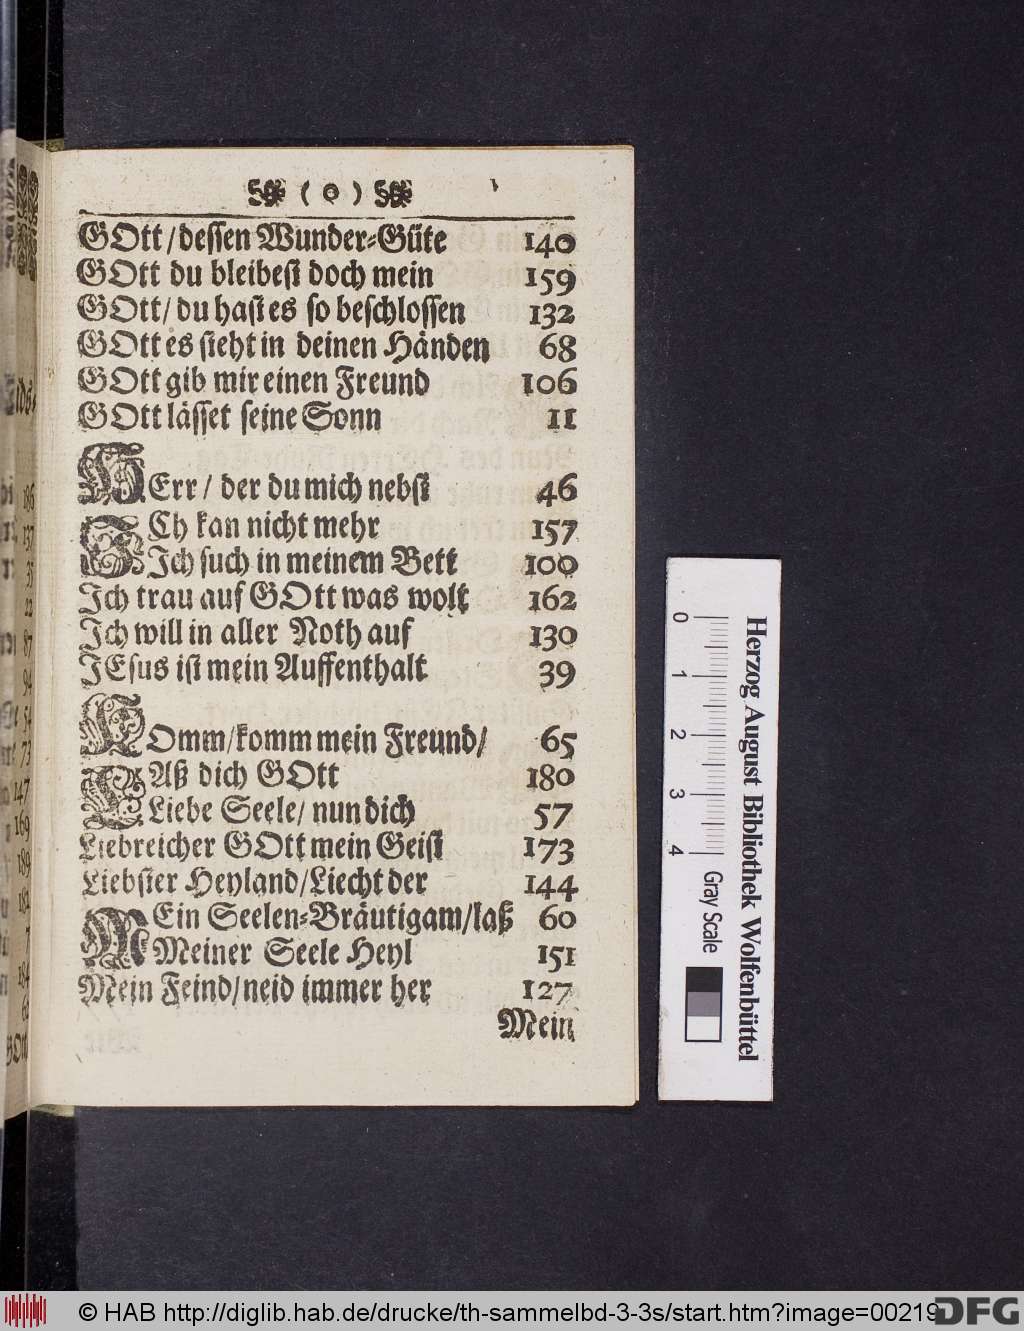 ( o )
GOtt / dessen Wunder-Güte 140
GOtt du bleibest doch mein 159
GOtt / du hast es so beschlossen 132
GOtt es sieht in deinen Händen 68
GOtt gib mir einen Freund 106
GOtt lässet seine Sonn 11
HErr / der du mich nebst 46
ICh kan nicht mehr 157
Ich such in meinem Bett 100
Ich trau auf GOtt was wolt 162
Ich will in aller Noth auf 130
JEsus ist mein Auffenthalt 39
KOmm / komm mein Freund / 65
LAß dich GOtt 180
Liebe Seele / nun dich 57
Liebreicher GOtt mein Geist 173
Liebster Heyland / Liecht der 144
MEin Seelen-Bräutigam / laß 60
Meiner Seele Heyl 151
Mein Feind / neid immer her 127
Mein
0 1 2 3 4
Gray Scale
Herzog August Bibliothek Wolfenbüttel
© HAB http://diglib.hab.de/drucke/th-sammelbd-3-3s/start.htm?image=00219
DFG